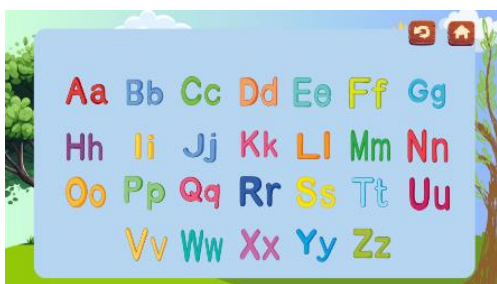 Aa Bb Cc Dd Ee Ff Gg
Hh Ii Jj Kk Ll Mm Nn
Oo Pp Qq Rr Ss Tt Uu
Vv Ww Xx Yy Zz